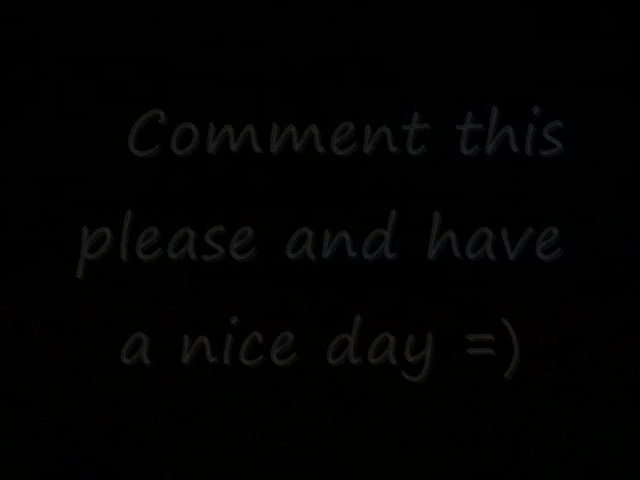 Comment this
please and have
a nice day =)